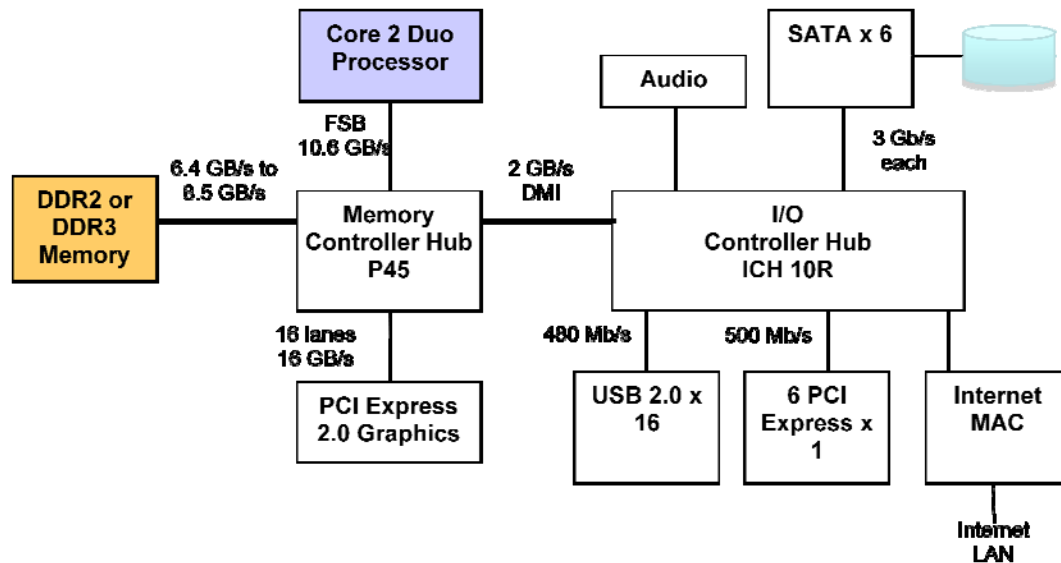 Core 2 Duo
Processor
SATA x 6
Audio
FSB
10.6 GB/s
3 Gb/s
each
6.4 GB/s to
8.5 GB/s
2 GB/s
DMI
DDR2 or
DDR3
Memory
Memory
Controller Hub
P45
I/O
Controller Hub
ICH 10R
16 lanes
16 GB/s
480 Mb/s
500 Mb/s
PCI Express
2.0 Graphics
USB 2.0 x
16
6 PCI
Express x
1
Internet
MAC
Internet
LAN